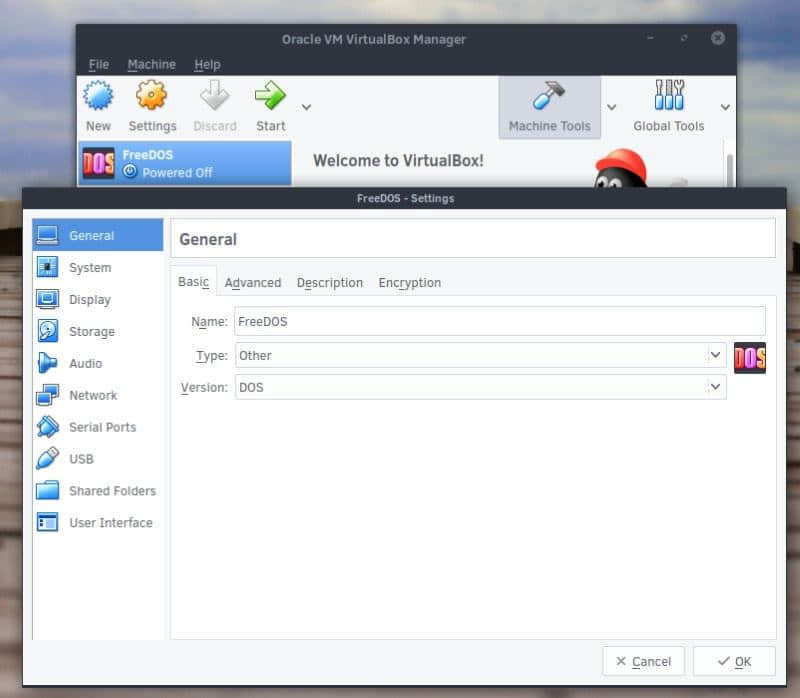 Oracle VM VirtualBox Manager
File Machine Help
New Settings Discard Start Machine Tools Global Tools
DOS FreeDOS
Powered Off
Welcome to VirtualBox!
FreeDOS - Settings
General
System
Display
Storage
Audio
Network
Serial Ports
USB
Shared Folders
User Interface
General
Basic Advanced Description Encryption
Name: FreeDOS
Type: Other
DOS
Version: DOS
Cancel OK